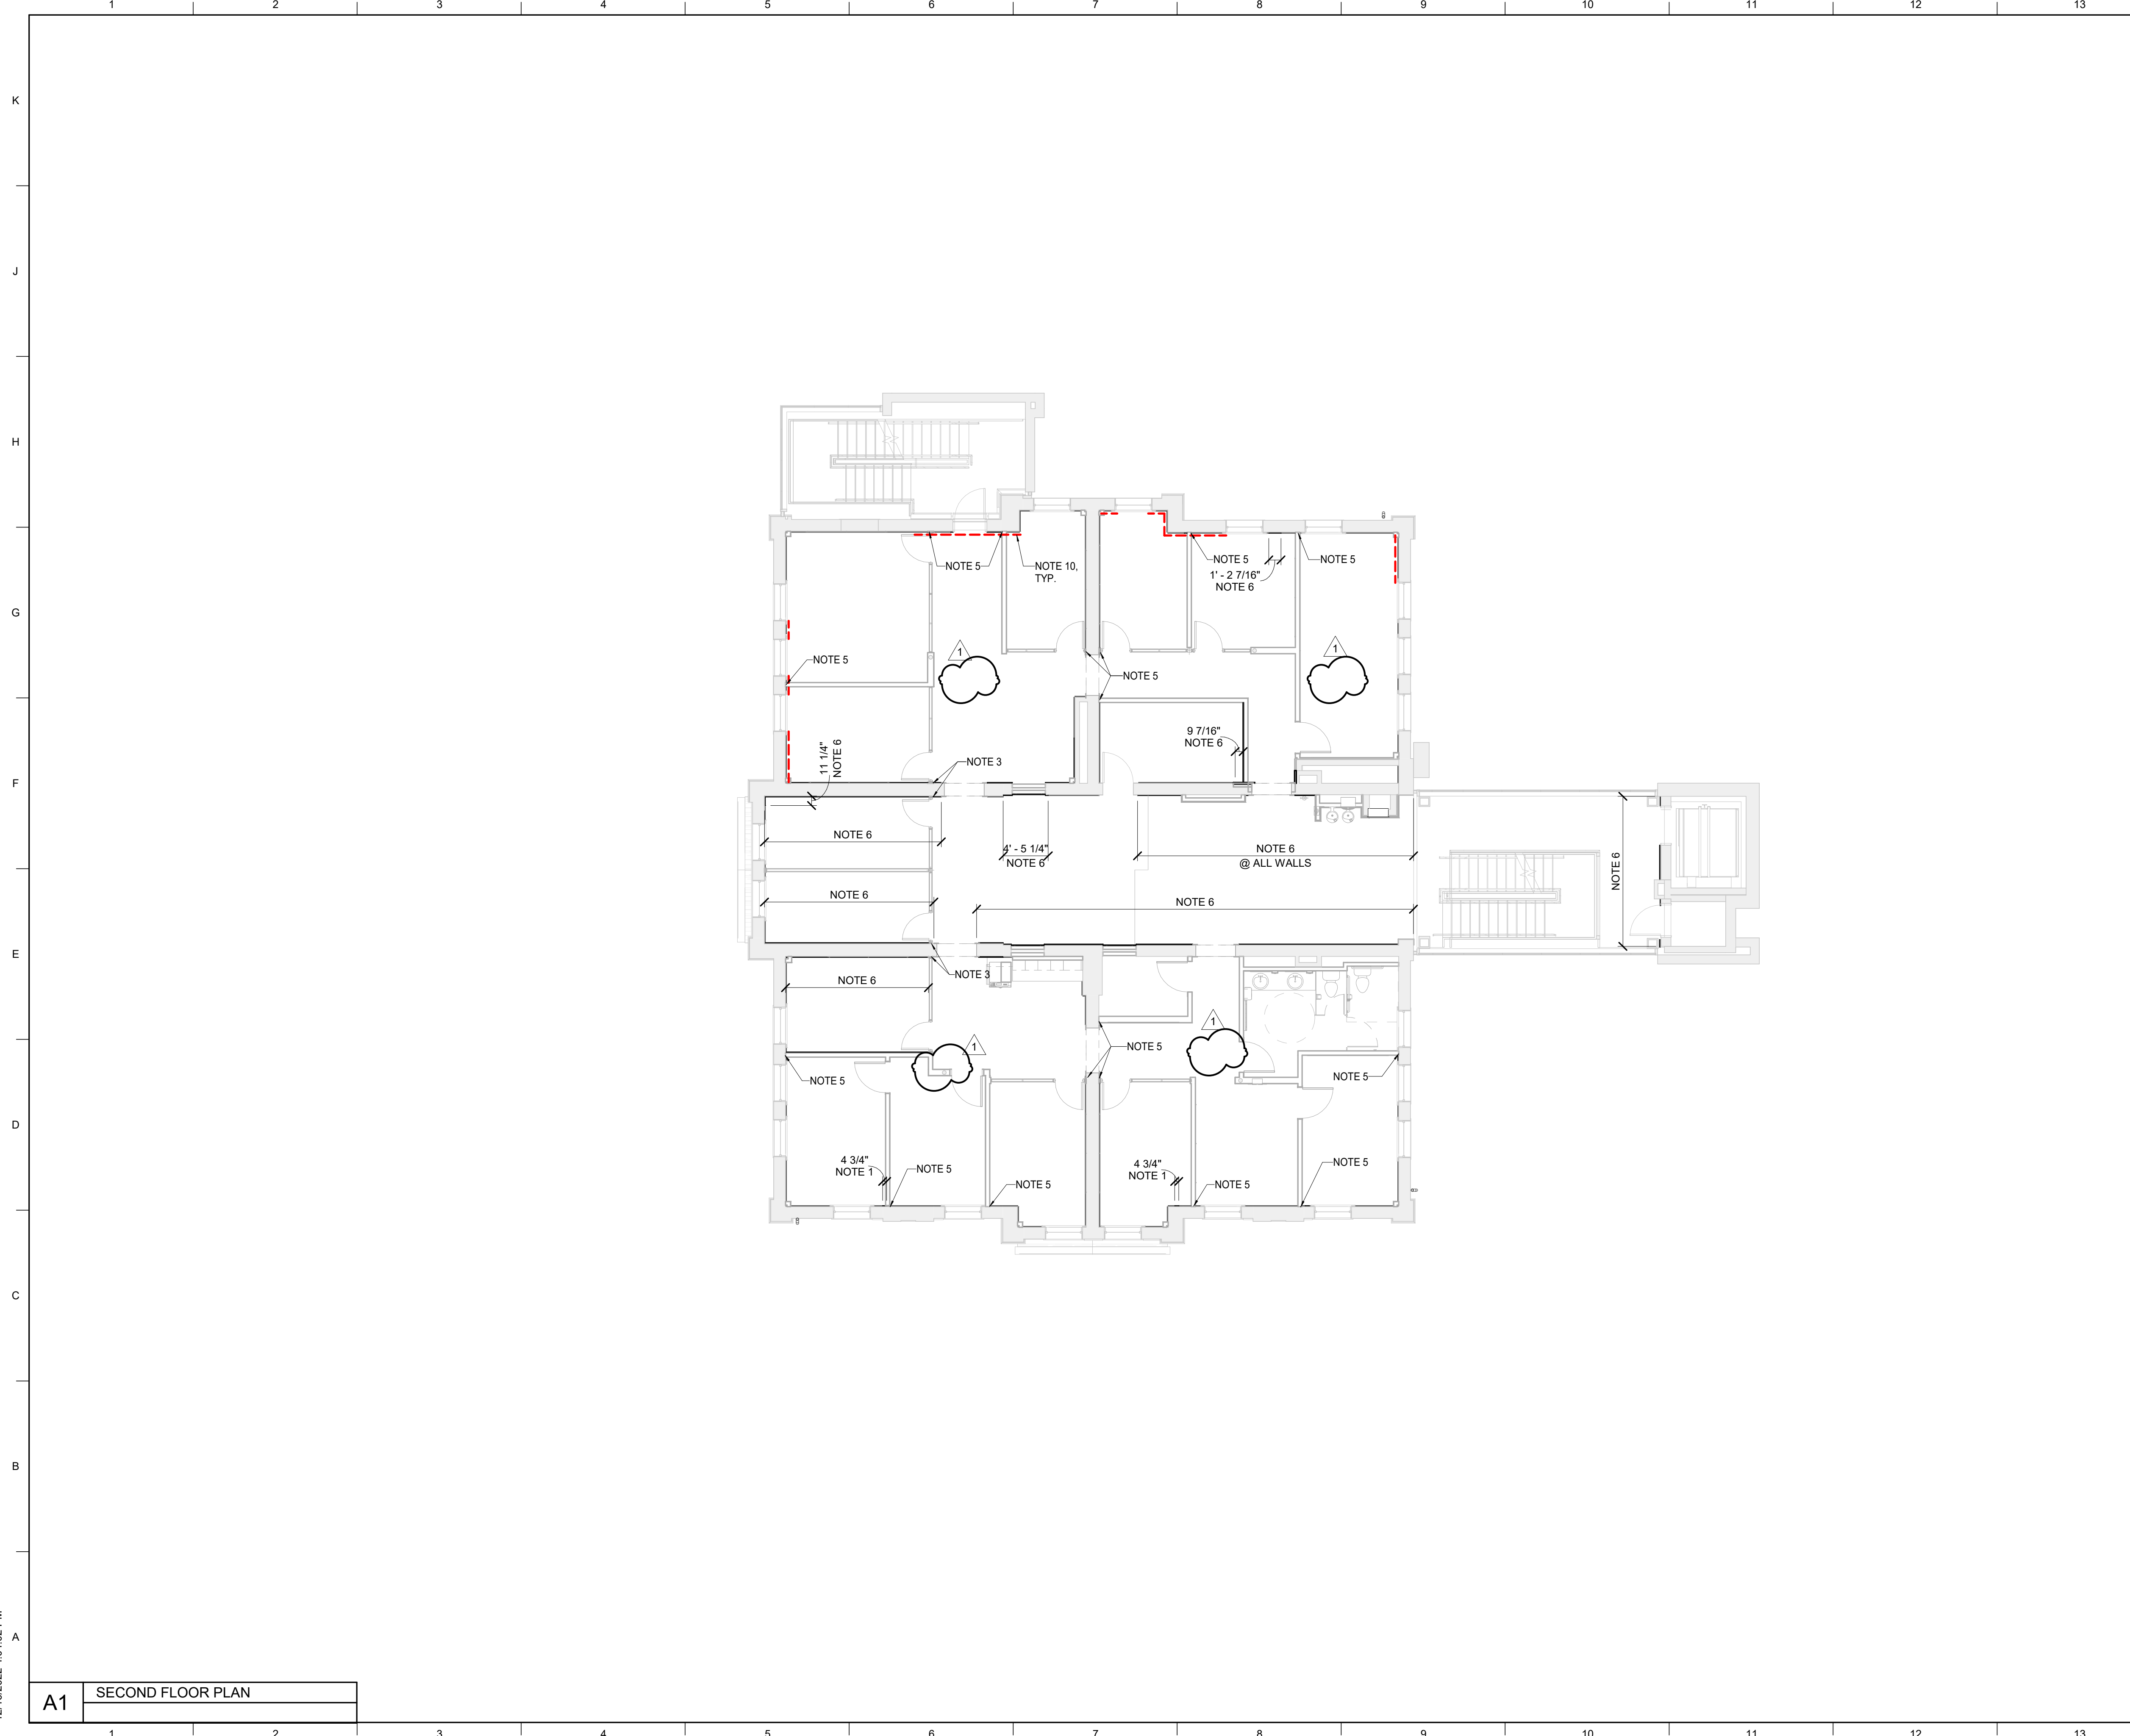 1 2 3 4 5 6 7 8 9 10 11 12 13
K
J
H
G
F
E
D
C
B
A
NOTE 5
NOTE 10,
TYP.
NOTE 5
1' - 2 7/16"
NOTE 6
NOTE 5
1
1
NOTE 5
NOTE 5
9 7/16"
NOTE 6
11 1/4"
NOTE 6
NOTE 3
NOTE 6
4' - 5 1/4"
NOTE 6
NOTE 6
@ ALL WALLS
NOTE 6
NOTE 6
NOTE 6
NOTE 3
NOTE 6
1
1
NOTE 5
NOTE 5
NOTE 5
4 3/4"
NOTE 1
NOTE 5
NOTE 5
4 3/4"
NOTE 1
NOTE 5
NOTE 5
A1
SECOND FLOOR PLAN
1 2 3 4 5 6 7 8 9 10 11 12 13